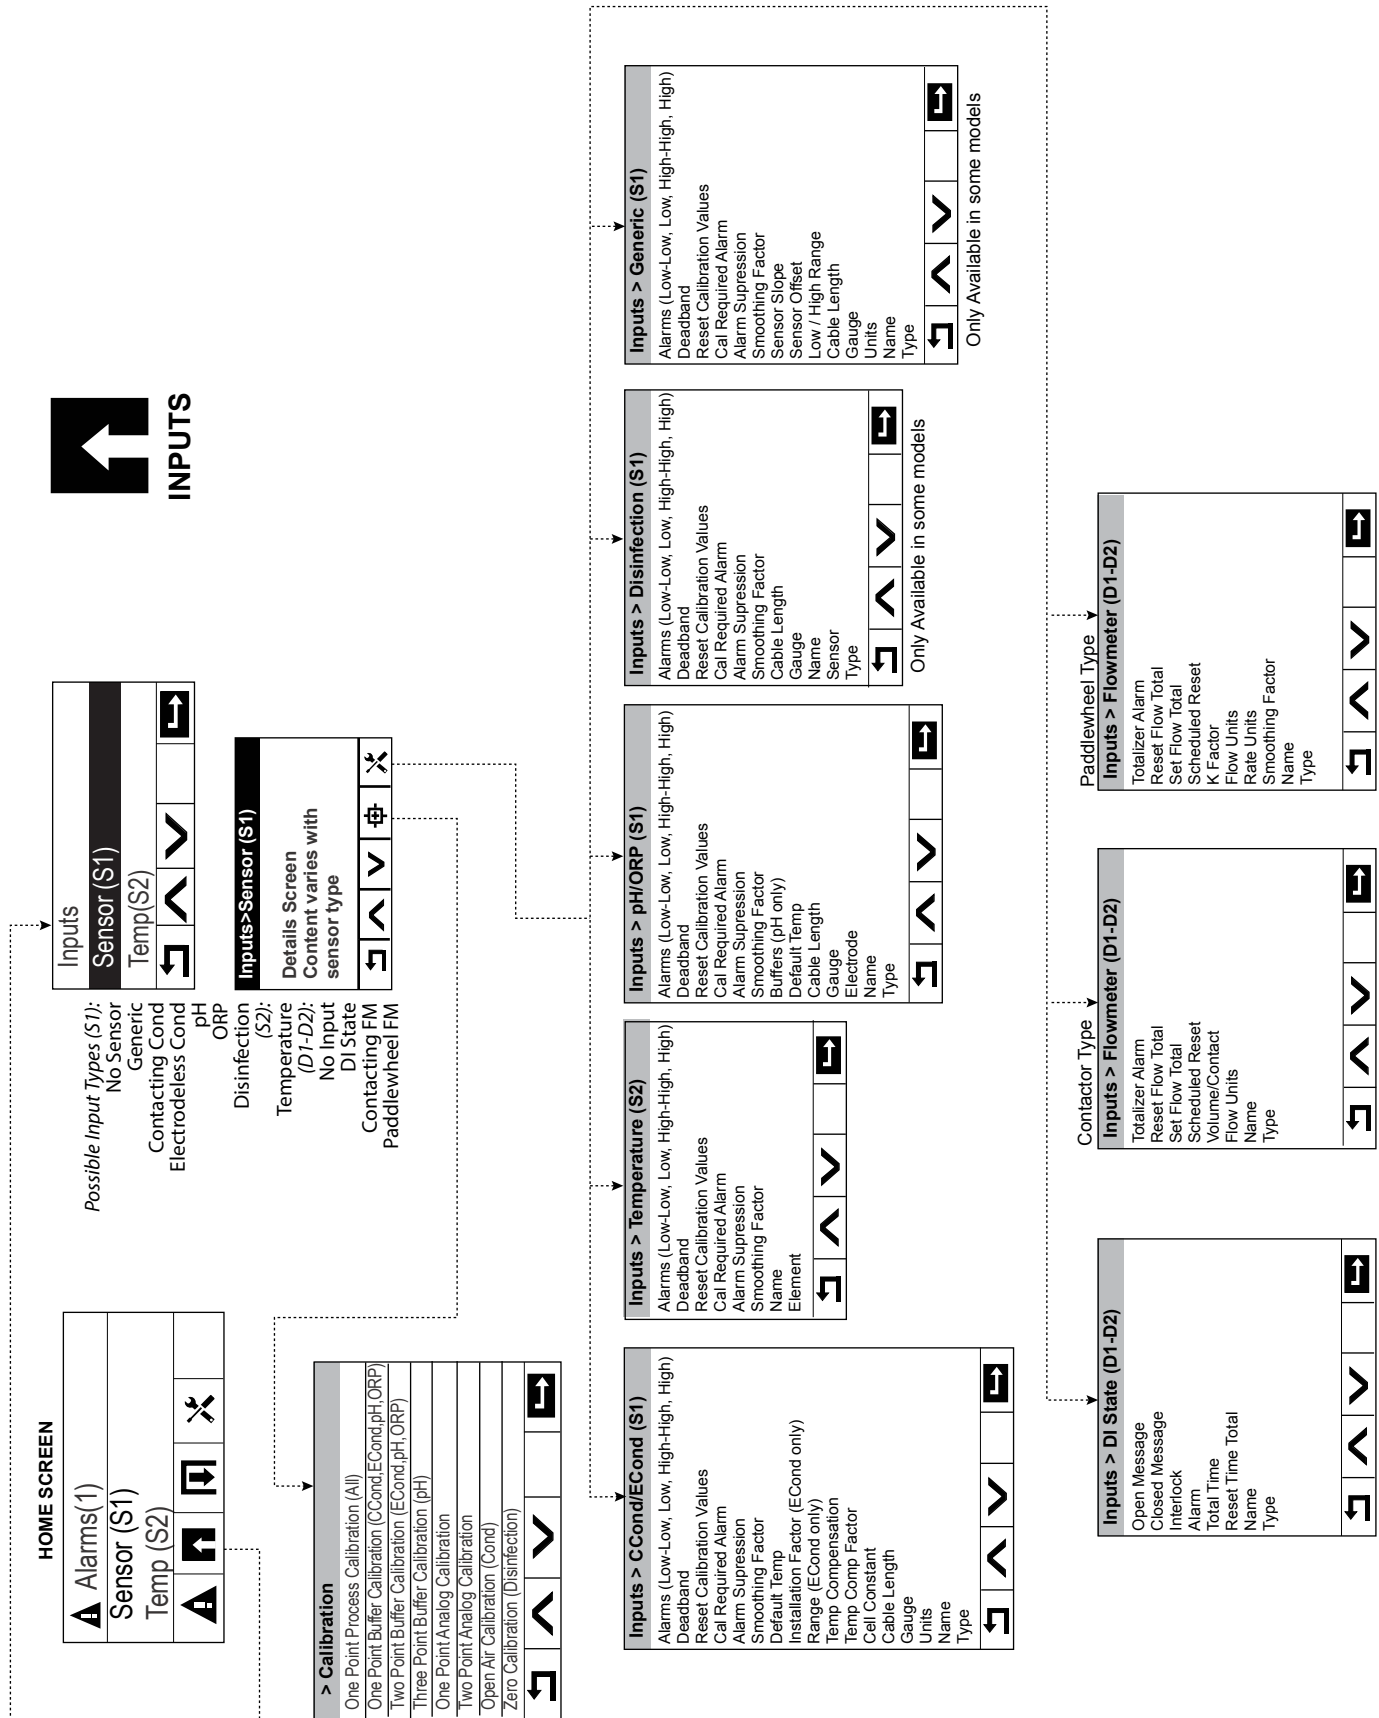 INPUTS
HOME SCREEN
Alarms(1)
Sensor (S1)
Temp (S2)
Inputs
Sensor (S1)
Temp(S2)
Possible Input Types (S1):
No Sensor
Generic
Contacting Cond
Electrodeless Cond
pH
ORP
Disinfection
(S2):
Temperature
(D1-D2):
No Input
DI State
Contacting FM
Paddlewheel FM
Inputs>Sensor (S1)
Details Screen
Content varies with
sensor type
> Calibration
One Point Process Calibration (All)
One Point Buffer Calibration (CCond,ECond,pH,ORP)
Two Point Buffer Calibration (ECond,pH,ORP)
Three Point Buffer Calibration (pH)
One Point Analog Calibration
Two Point Analog Calibration
Open Air Calibration (Cond)
Zero Calibration (Disinfection)
Inputs > CCond/ECond (S1)
Alarms (Low-Low, Low, High-High, High)
Deadband
Reset Calibration Values
Cal Required Alarm
Alarm Supression
Smoothing Factor
Default Temp
Installation Factor (ECond only)
Range (ECond only)
Temp Compensation
Temp Comp Factor
Cell Constant
Cable Length
Gauge
Units
Name
Type
Inputs > Temperature (S2)
Alarms (Low-Low, Low, High-High, High)
Deadband
Reset Calibration Values
Cal Required Alarm
Alarm Supression
Smoothing Factor
Name
Element
Inputs > pH/ORP (S1)
Alarms (Low-Low, Low, High-High, High)
Deadband
Reset Calibration Values
Cal Required Alarm
Alarm Supression
Smoothing Factor
Buffers (pH only)
Default Temp
Cable Length
Gauge
Electrode
Name
Type
Inputs > Disinfection (S1)
Alarms (Low-Low, Low, High-High, High)
Deadband
Reset Calibration Values
Cal Required Alarm
Alarm Supression
Smoothing Factor
Cable Length
Gauge
Name
Sensor
Type
Only Available in some models
Inputs > Generic (S1)
Alarms (Low-Low, Low, High-High, High)
Deadband
Reset Calibration Values
Cal Required Alarm
Alarm Supression
Smoothing Factor
Sensor Slope
Sensor Offset
Low / High Range
Cable Length
Gauge
Units
Name
Type
Only Available in some models
Inputs > DI State (D1-D2)
Open Message
Closed Message
Interlock
Alarm
Total Time
Reset Time Total
Name
Type
Contactor Type
Inputs > Flowmeter (D1-D2)
Totalizer Alarm
Reset Flow Total
Set Flow Total
Scheduled Reset
Volume/Contact
Flow Units
Name
Type
Paddlewheel Type
Inputs > Flowmeter (D1-D2)
Totalizer Alarm
Reset Flow Total
Set Flow Total
Scheduled Reset
K Factor
Flow Units
Rate Units
Smoothing Factor
Name
Type